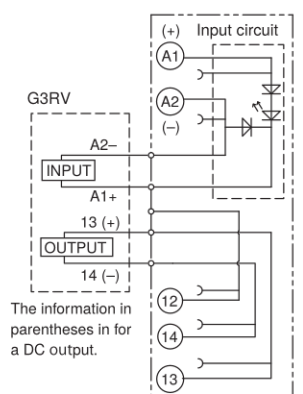 (+) Input circuit
A1
A2
(–)
G3RV
A2–
INPUT
A1+
13 (+)
OUTPUT
14 (–)
12
14
13
The information in
parentheses in for
a DC output.